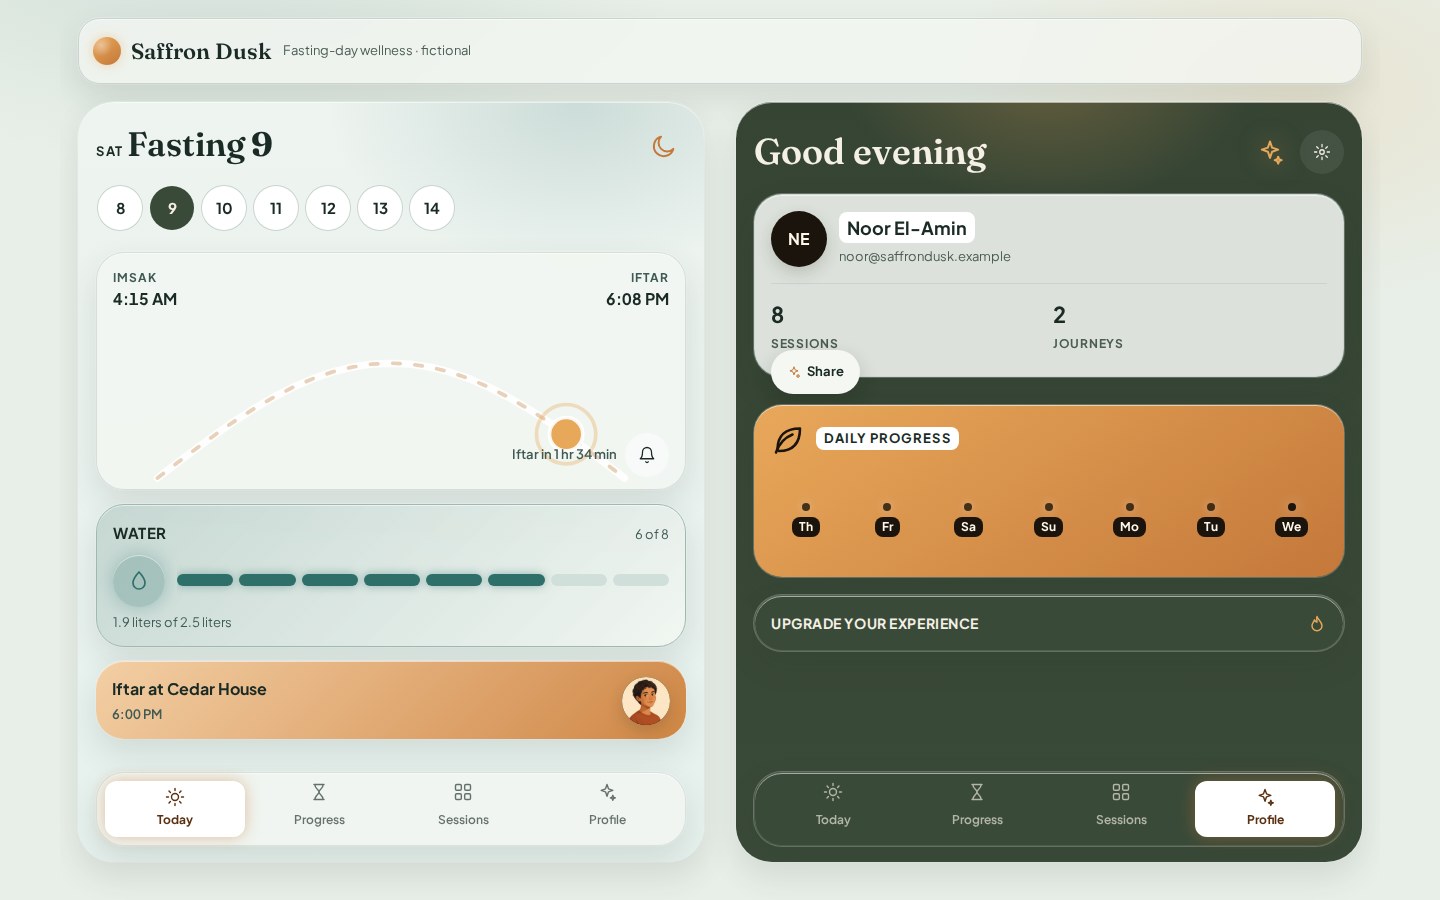 Saffron Dusk Fasting-day wellness · fictional
SAT Fasting 9
8 9 10 11 12 13 14
IMSAK IFTAR
4:15 AM 6:08 PM
Iftar in 1 hr 34 min
WATER 6 of 8
1.9 liters of 2.5 liters
Iftar at Cedar House
6:00 PM
Today Progress Sessions Profile
Good evening
NE Noor El-Amin
noor@saffrondusk.example
8 2
SESSIONS JOURNEYS
Share
DAILY PROGRESS
Th Fr Sa Su Mo Tu We
UPGRADE YOUR EXPERIENCE
Today Progress Sessions Profile